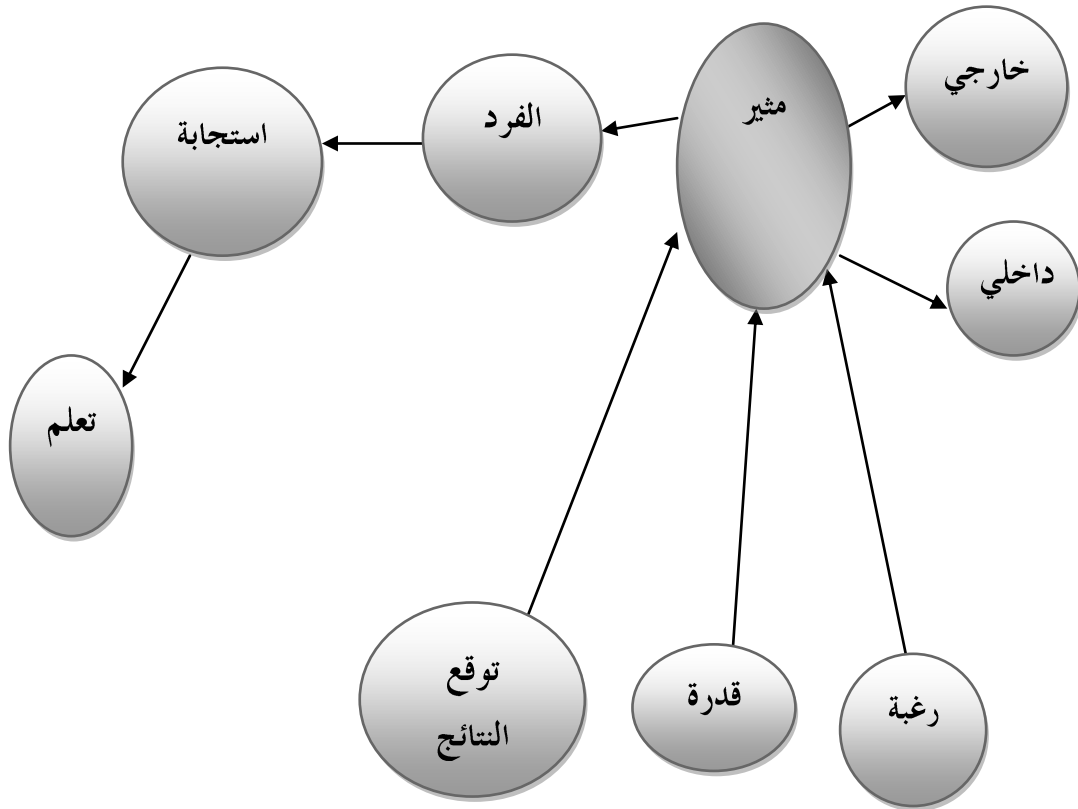 خارجي
مثير
الفرد
استجابة
داخلي
تعلم
رغبة
قدرة
توقع
النتائج